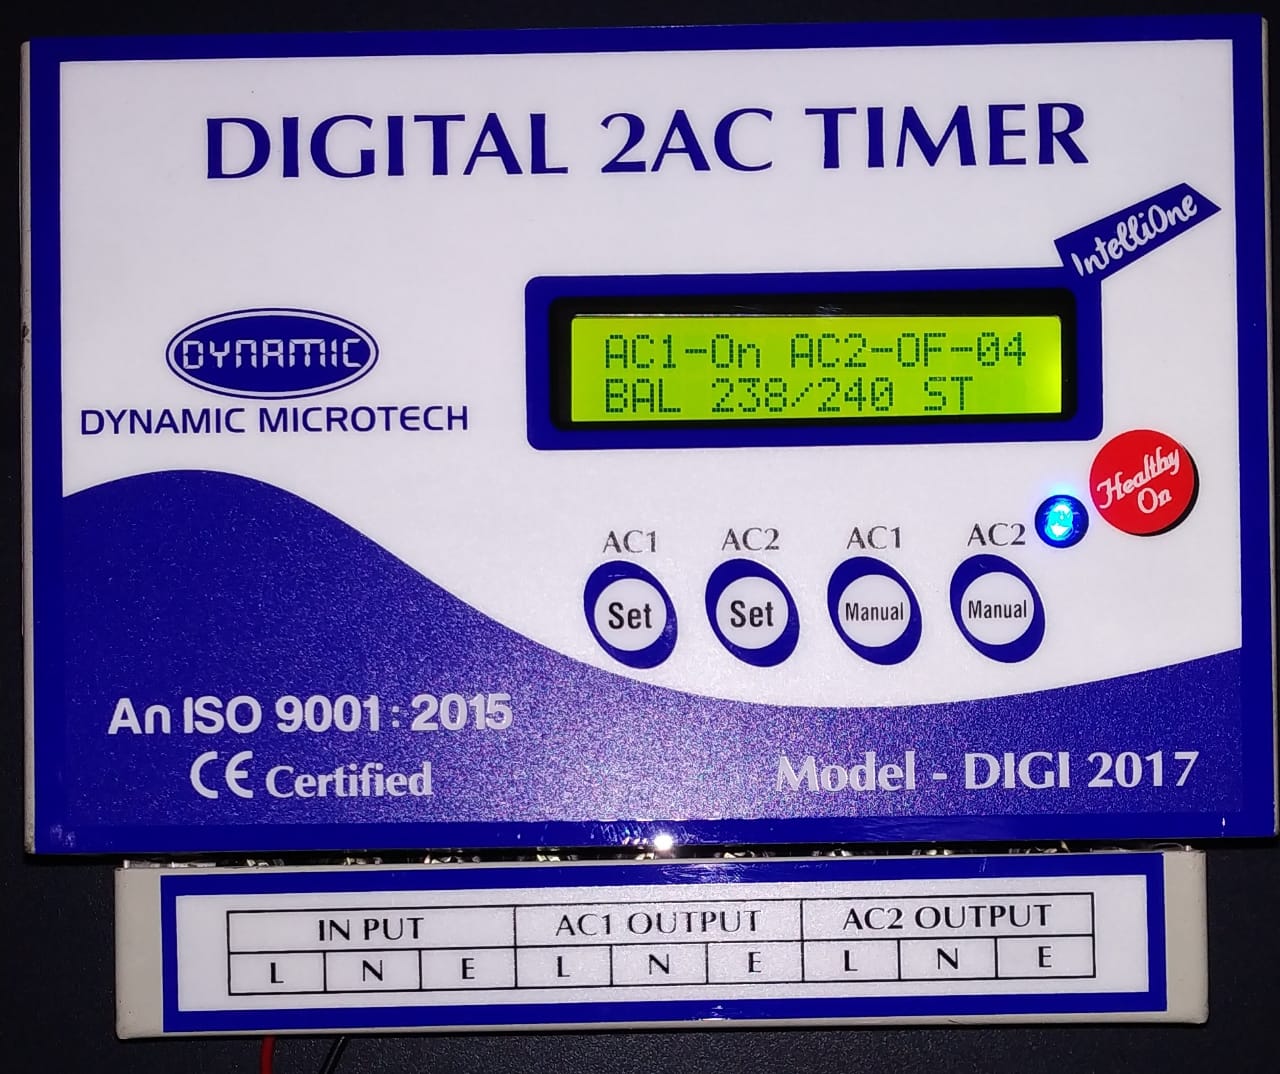 DIGITAL 2AC TIMER
IntelliOne
DYNAMIC
DYNAMIC MICROTECH
AC1-On AC2-OF-04
BAL 238/240 ST
Healthy
On
AC1 AC2 AC1 AC2
Set Set Manual Manual
An ISO 9001:2015
CE Certified
Model - DIGI 2017
IN PUT AC1 OUTPUT AC2 OUTPUT
L N E L N E L N E